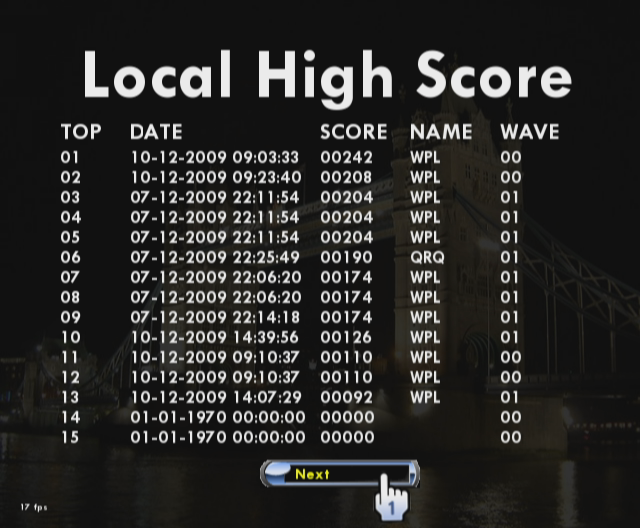 Local High Score
TOP DATE SCORE NAME WAVE
01 10-12-2009 09:03:33 00242 WPL 00
02 10-12-2009 09:23:40 00208 WPL 00
03 07-12-2009 22:11:54 00204 WPL 01
04 07-12-2009 22:11:54 00204 WPL 01
05 07-12-2009 22:11:54 00204 WPL 01
06 07-12-2009 22:25:49 00190 QRQ 01
07 07-12-2009 22:06:20 00174 WPL 01
08 07-12-2009 22:06:20 00174 WPL 01
09 07-12-2009 22:14:18 00174 WPL 01
10 10-12-2009 14:39:56 00126 WPL 01
11 10-12-2009 09:10:37 00110 WPL 00
12 10-12-2009 09:10:37 00110 WPL 00
13 10-12-2009 14:07:29 00092 WPL 01
14 01-01-1970 00:00:00 00000 00
15 01-01-1970 00:00:00 00000 00
Next
1
17 fps